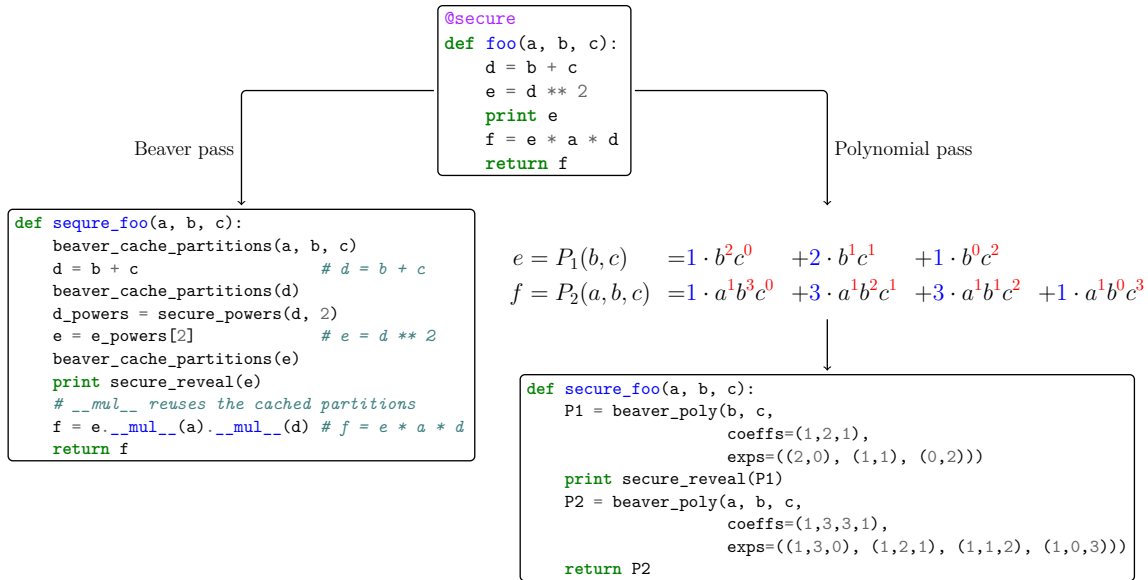 @secure
def foo(a, b, c):
    d = b + c
    e = d ** 2
    print e
    f = e * a * d
    return f
Beaver pass
Polynomial pass
def sequre_foo(a, b, c):
    beaver_cache_partitions(a, b, c)
    d = b + c                  # d = b + c
    beaver_cache_partitions(d)
    d_powers = secure_powers(d, 2)
    e = e_powers[2]            # e = d ** 2
    beaver_cache_partitions(e)
    print secure_reveal(e)
    # __mul__ reuses the cached partitions
    f = e.__mul__(a).__mul__(d) # f = e * a * d
    return f
e = P₁(b, c) =1 · b²c⁰ +2 · b¹c¹ +1 · b⁰c²
f = P₂(a, b, c) =1 · a¹b³c⁰ +3 · a¹b²c¹ +3 · a¹b¹c² +1 · a¹b⁰c³
def secure_foo(a, b, c):
    P1 = beaver_poly(b, c,
                     coeffs=(1,2,1),
                     exps=((2,0), (1,1), (0,2)))
    print secure_reveal(P1)
    P2 = beaver_poly(a, b, c,
                     coeffs=(1,3,3,1),
                     exps=((1,3,0), (1,2,1), (1,1,2), (1,0,3)))
    return P2